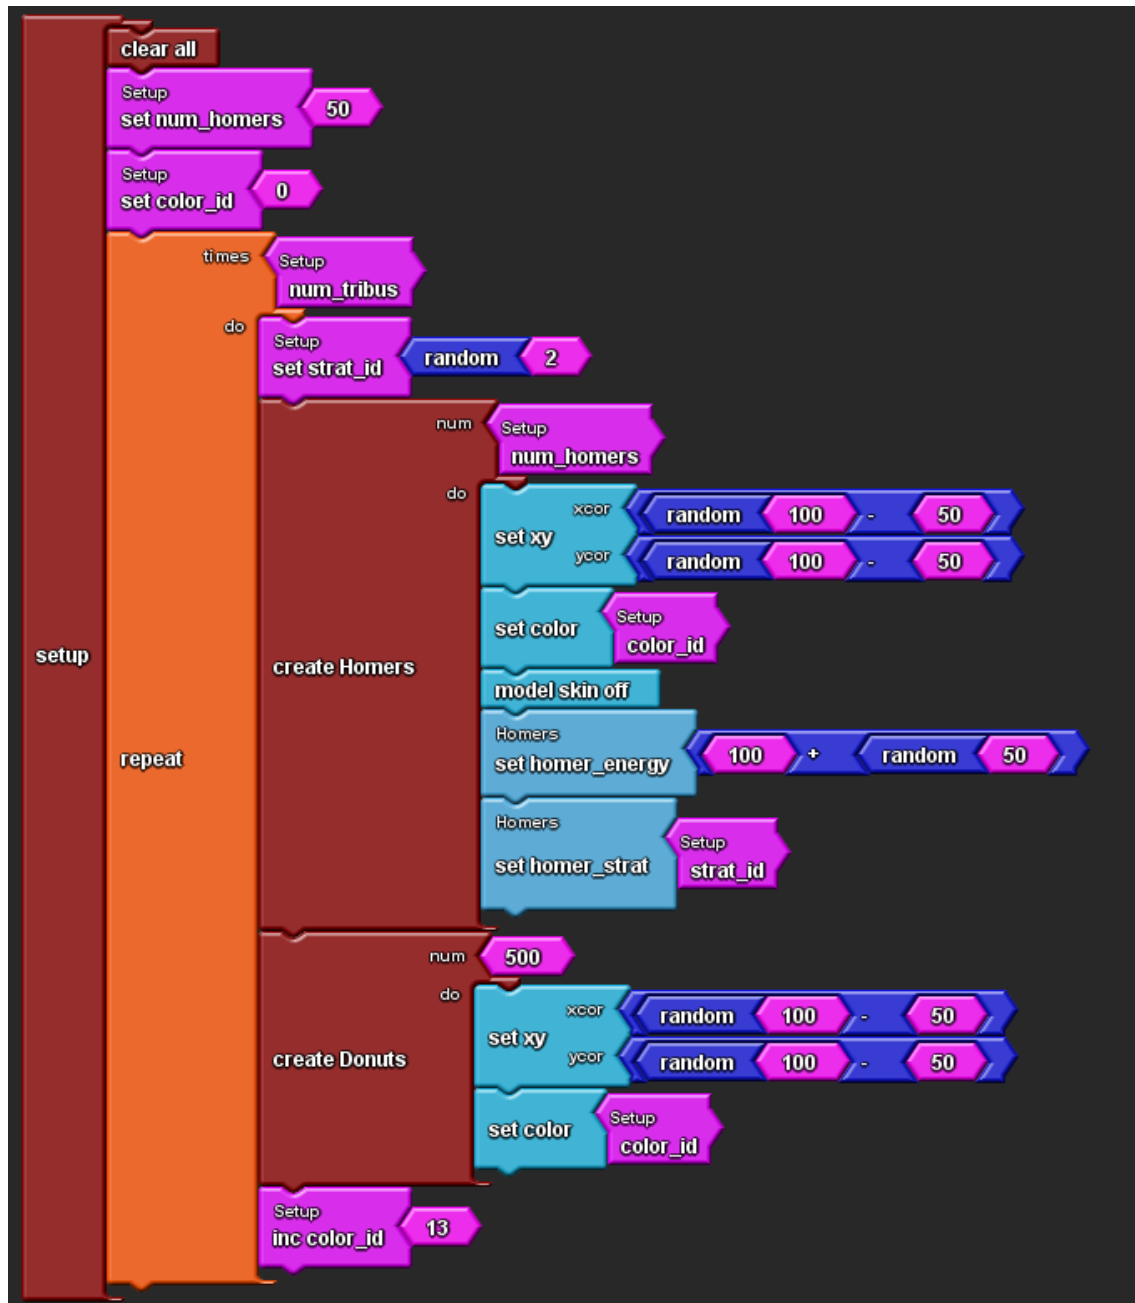 clear all
Setup
set num_homers 50
Setup
set color_id 0
times Setup
num_tribus
do
Setup
set strat_id random 2
num Setup
num_homers
do
set xy
xcor random 100 - 50
ycor random 100 - 50
set color Setup
color_id
setup
create Homers
model skin off
repeat
Homers
set homer_energy 100 + random 50
Homers
set homer_strat Setup
strat_id
num 500
do
set xy
xcor random 100 - 50
ycor random 100 - 50
create Donuts
set color Setup
color_id
Setup
inc color_id 13